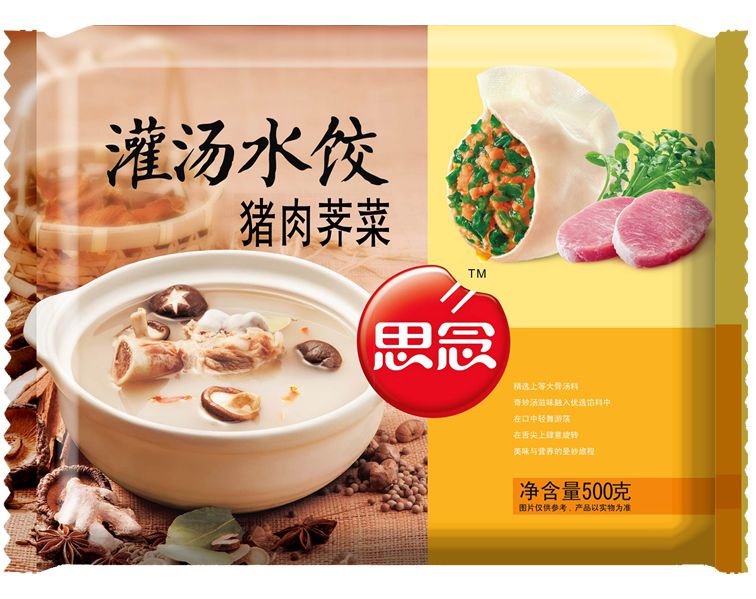 灌汤水饺
猪肉荠菜
TM
思念
精选上等大骨汤料
奇妙汤滋味融入优选馅料中
在口中轻舞游荡
在舌尖上肆意旋转
美味与营养的曼妙旅程
净含量500克
图片仅供参考，产品以实物为准